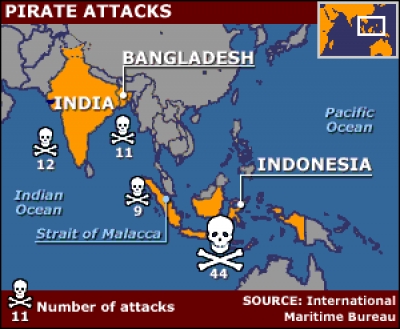 PIRATE ATTACKS
BANGLADESH
INDIA
Pacific
Ocean
11
12
INDONESIA
9
Indian
Ocean
Strait of Malacca
44
11
Number of attacks
SOURCE: International
Maritime Bureau